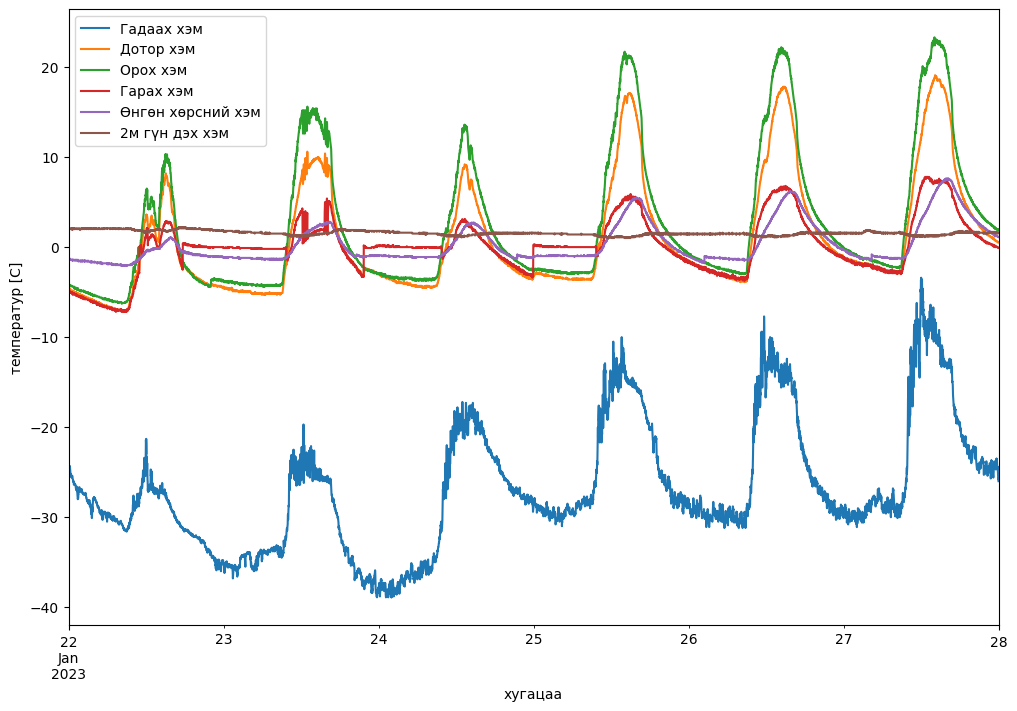 Гадаах хэм
Дотор хэм
Орох хэм
Гарах хэм
Өнгөн хөрсний хэм
2м гүн дэх хэм
20
10
0
−10
−20
−30
−40
температур [C]
22 23 24 25 26 27 28
Jan
2023
хугацаа